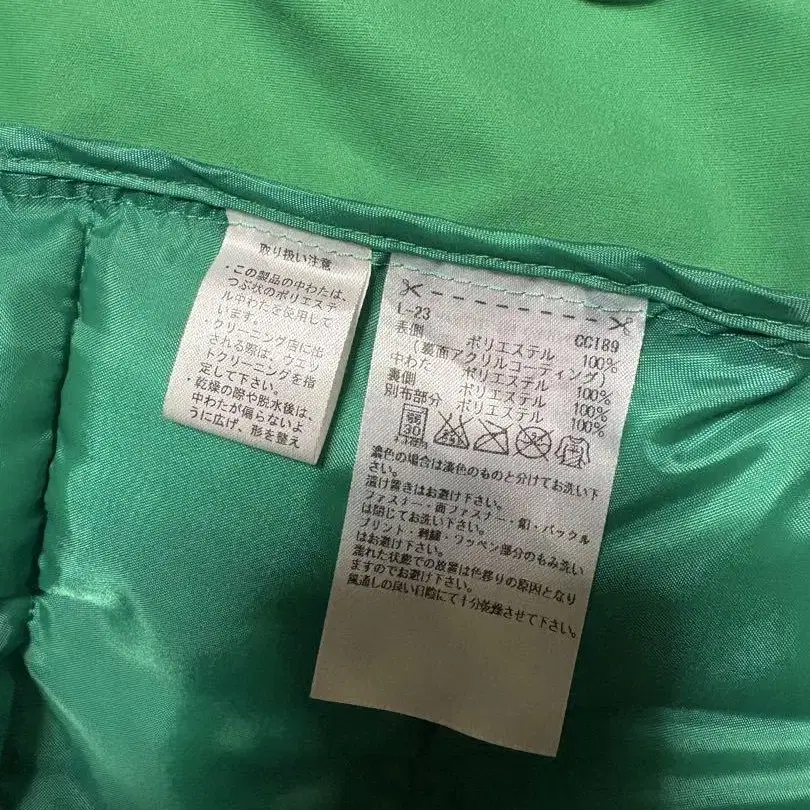 取り扱い注意
・この製品の中わたは、
つぶ状のポリエステ
ル中わたを使用して
います。
・クリーニング店に出
される際は、ウエッ
トクリーニングを指
定して下さい。
・乾燥の際や脱水後は、
中わたが偏らないよ
うに広げ、形を整え
L-23 CC189
表側 ポリエステル 100%
(裏面アクリルコーティング)
中わた ポリエステル 100%
裏側 ポリエステル 100%
別布部分 ポリエステル 100%
弱
30
濃色の場合は淡色のものと分けてお洗い下
さい。
漬け置きはお避け下さい。
ファスナー・面ファスナー・釦・バックル
は閉じてお洗い下さい。
プリント・刺繍・ワッペン部分のもみ洗い
はお避け下さい。
濡れた状態での放置は色移りの原因となり
ますのでお避け下さい。
風通しの良い日陰にて十分乾燥させて下さい。